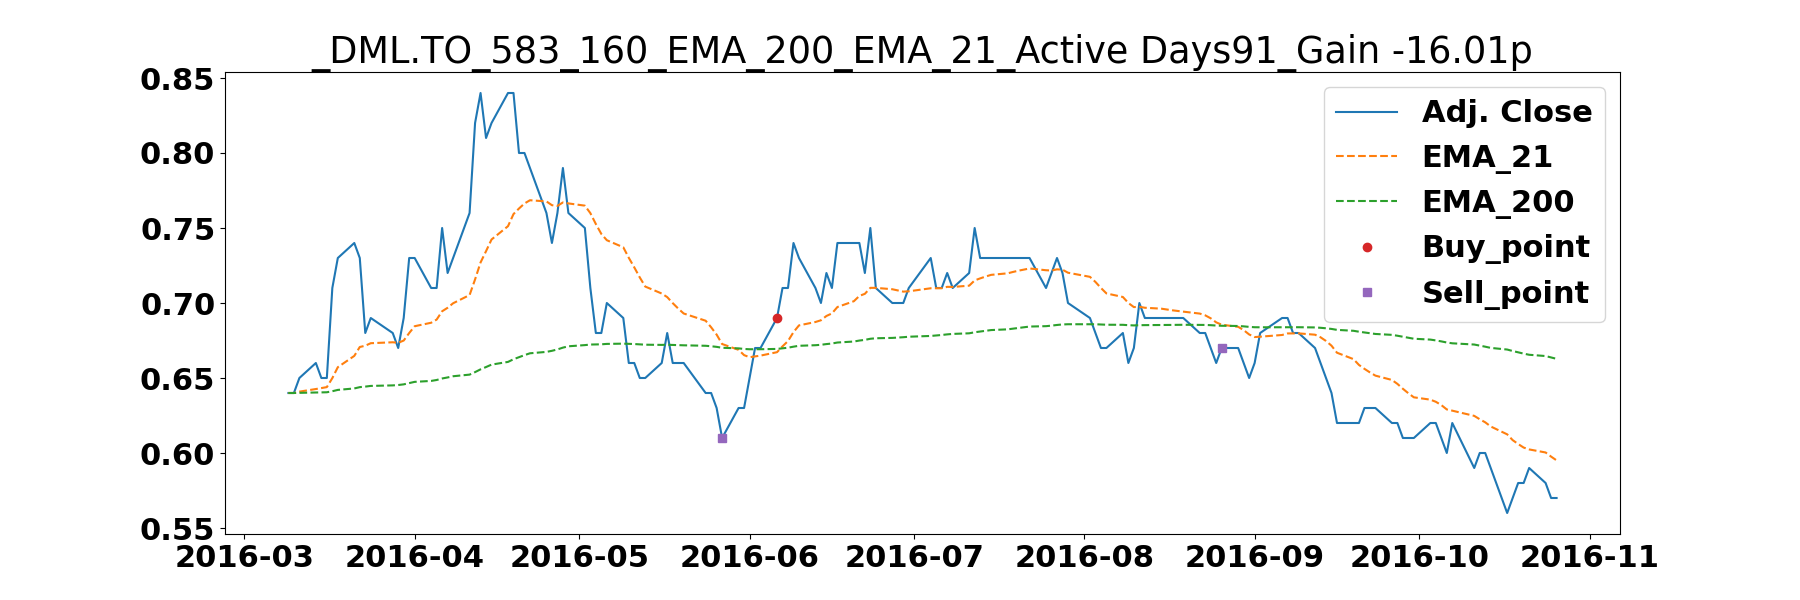 _DML.TO_583_160_EMA_200_EMA_21_Active Days91_Gain -16.01p
0.85
0.80
0.75
0.70
0.65
0.60
0.55
2016-03 2016-04 2016-05 2016-06 2016-07 2016-08 2016-09 2016-10 2016-11
Adj. Close
EMA_21
EMA_200
Buy_point
Sell_point